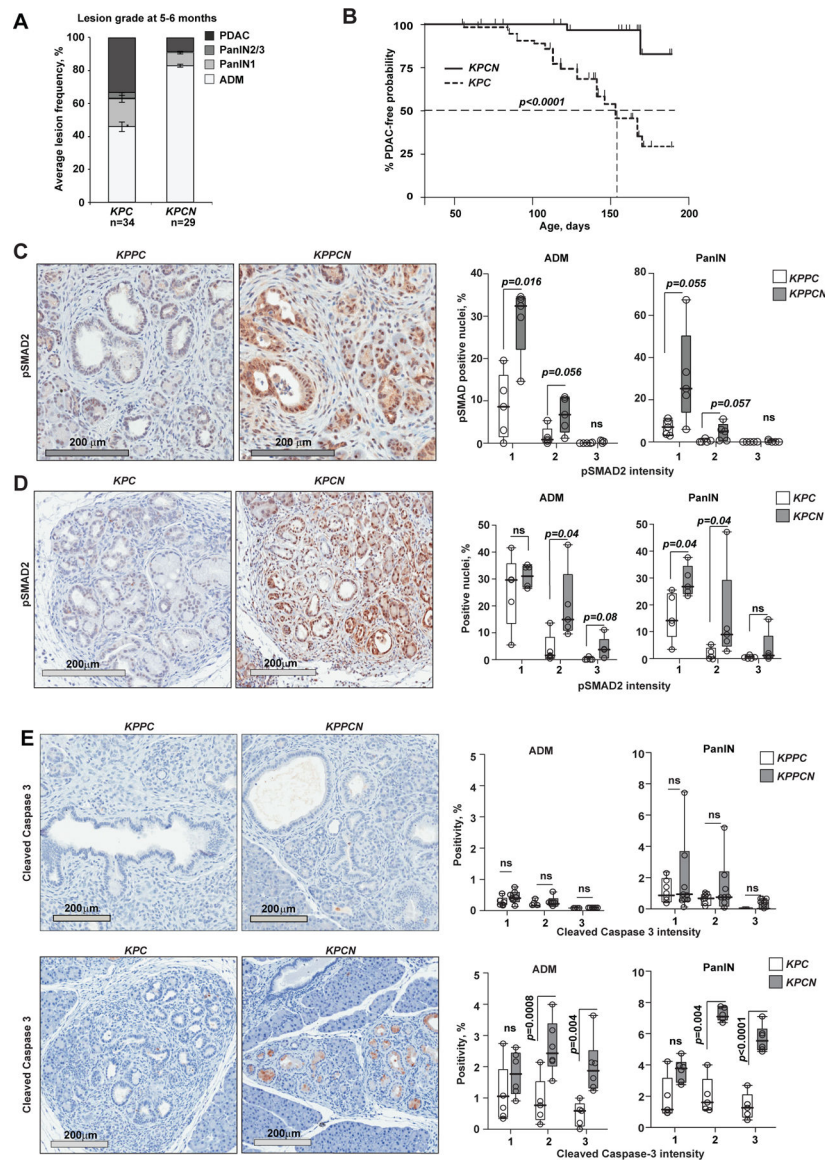 A
Lesion grade at 5-6 months
Average lesion frequency, %
100
80
60
40
20
0
PDAC
PanIN2/3
PanIN1
ADM
KPC
n=34
KPCN
n=29
B
% PDAC-free probability
100
75
50
25
0
KPCN
KPC
p<0.0001
50
100
150
200
Age, days
C
KPPC
KPPCN
pSMAD2
200 μm
200 μm
ADM
pSMAD positive nuclei, %
40
30
20
10
0
p=0.016
p=0.056
ns
1
2
3
PanIN
80
60
40
20
0
p=0.055
p=0.057
ns
1
2
3
KPPC
KPPCN
pSMAD2 intensity
D
KPC
KPCN
pSMAD2
200μm
200μm
ADM
Positive nuclei, %
50
40
30
20
10
0
ns
p=0.04
p=0.08
1
2
3
PanIN
50
40
30
20
10
0
p=0.04
p=0.04
ns
1
2
3
KPC
KPCN
pSMAD2 intensity
E
KPPC
KPPCN
Cleaved Caspase 3
200μm
200μm
ADM
Positivity, %
5
4
3
2
1
0
ns
ns
ns
1
2
3
PanIN
10
8
6
4
2
0
ns
ns
ns
1
2
3
KPPC
KPPCN
Cleaved Caspase 3 intensity
KPC
KPCN
Cleaved Caspase 3
200μm
200μm
ADM
Positivity, %
5
4
3
2
1
0
ns
p=0.0008
p=0.004
1
2
3
PanIN
10
8
6
4
2
0
ns
p=0.004
p<0.0001
1
2
3
KPC
KPCN
Cleaved Caspase-3 intensity